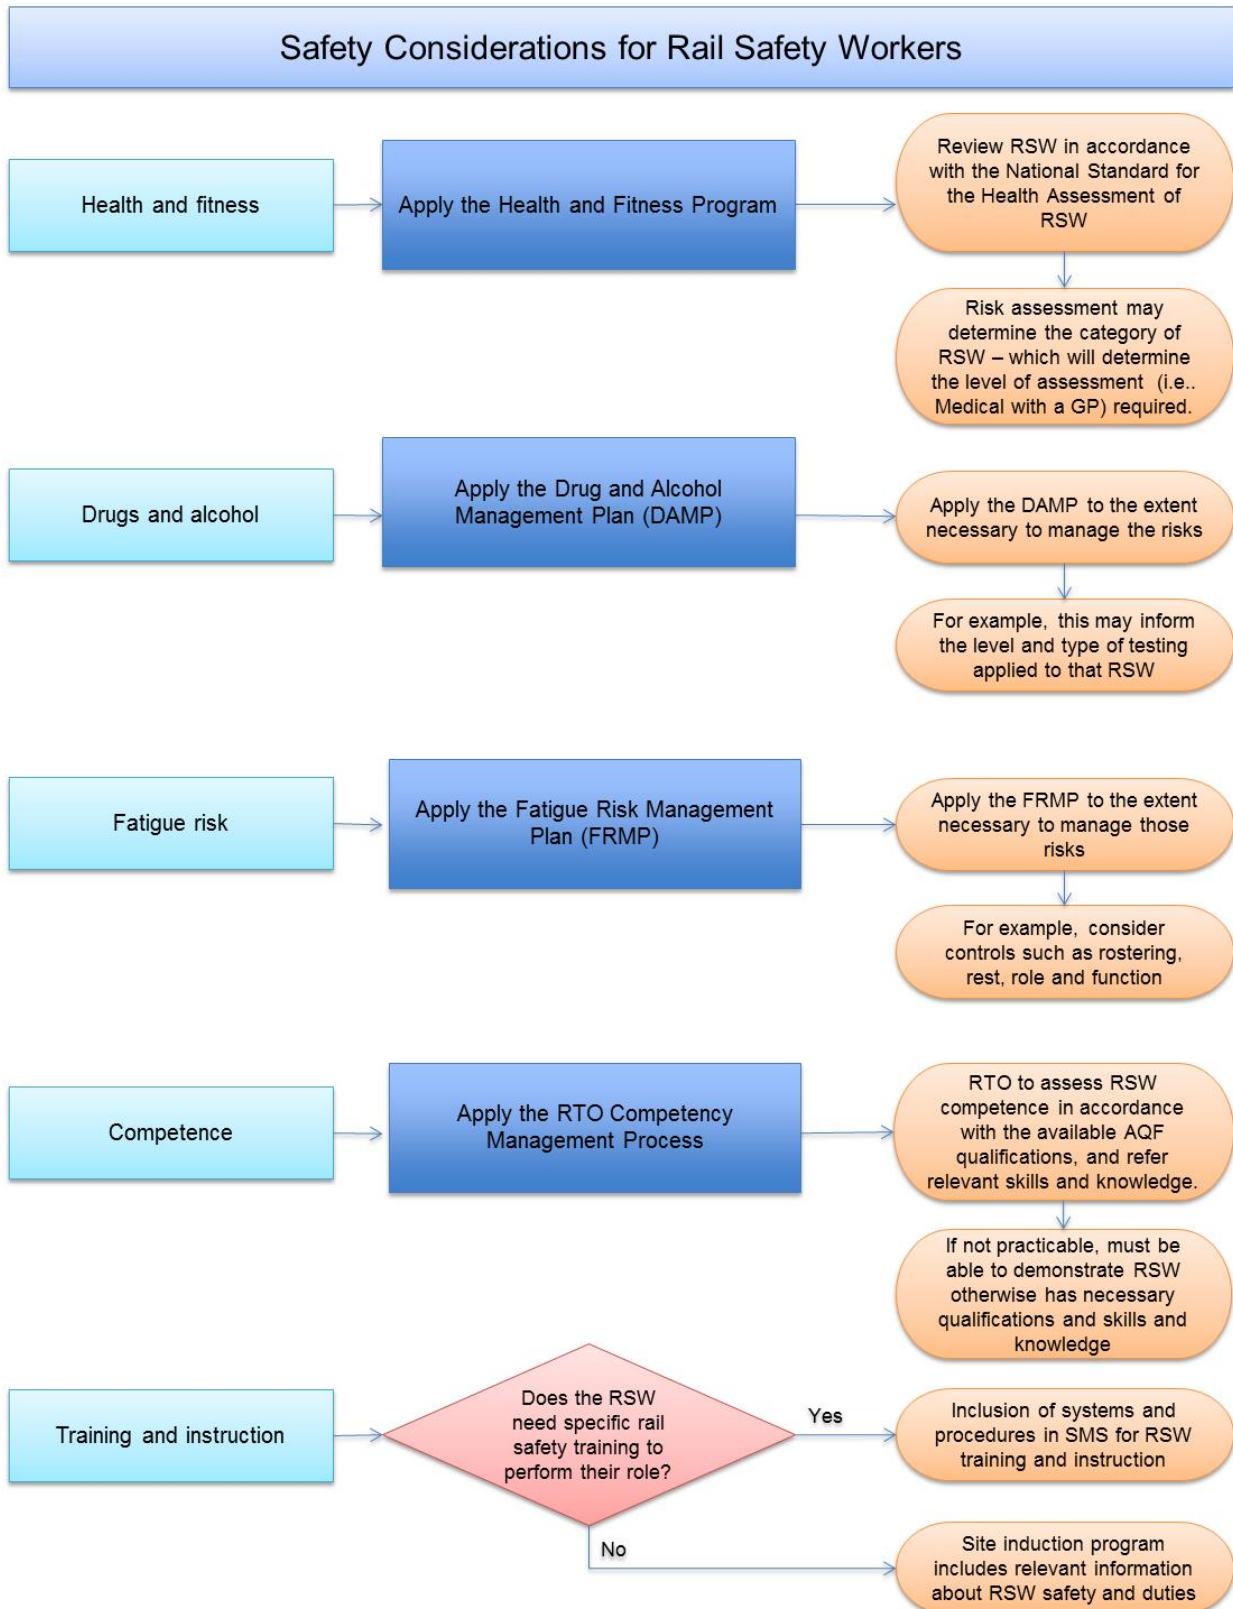 Safety Considerations for Rail Safety Workers
Health and fitness
Apply the Health and Fitness Program
Review RSW in accordance
with the National Standard for
the Health Assessment of
RSW
Risk assessment may
determine the category of
RSW – which will determine
the level of assessment (i.e..
Medical with a GP) required.
Drugs and alcohol
Apply the Drug and Alcohol
Management Plan (DAMP)
Apply the DAMP to the extent
necessary to manage the risks
For example, this may inform
the level and type of testing
applied to that RSW
Fatigue risk
Apply the Fatigue Risk Management
Plan (FRMP)
Apply the FRMP to the extent
necessary to manage those
risks
For example, consider
controls such as rostering,
rest, role and function
Competence
Apply the RTO Competency
Management Process
RTO to assess RSW
competence in accordance
with the available AQF
qualifications, and refer
relevant skills and knowledge.
If not practicable, must be
able to demonstrate RSW
otherwise has necessary
qualifications and skills and
knowledge
Training and instruction
Does the RSW
need specific rail
safety training to
perform their role?
Yes
Inclusion of systems and
procedures in SMS for RSW
training and instruction
No
Site induction program
includes relevant information
about RSW safety and duties